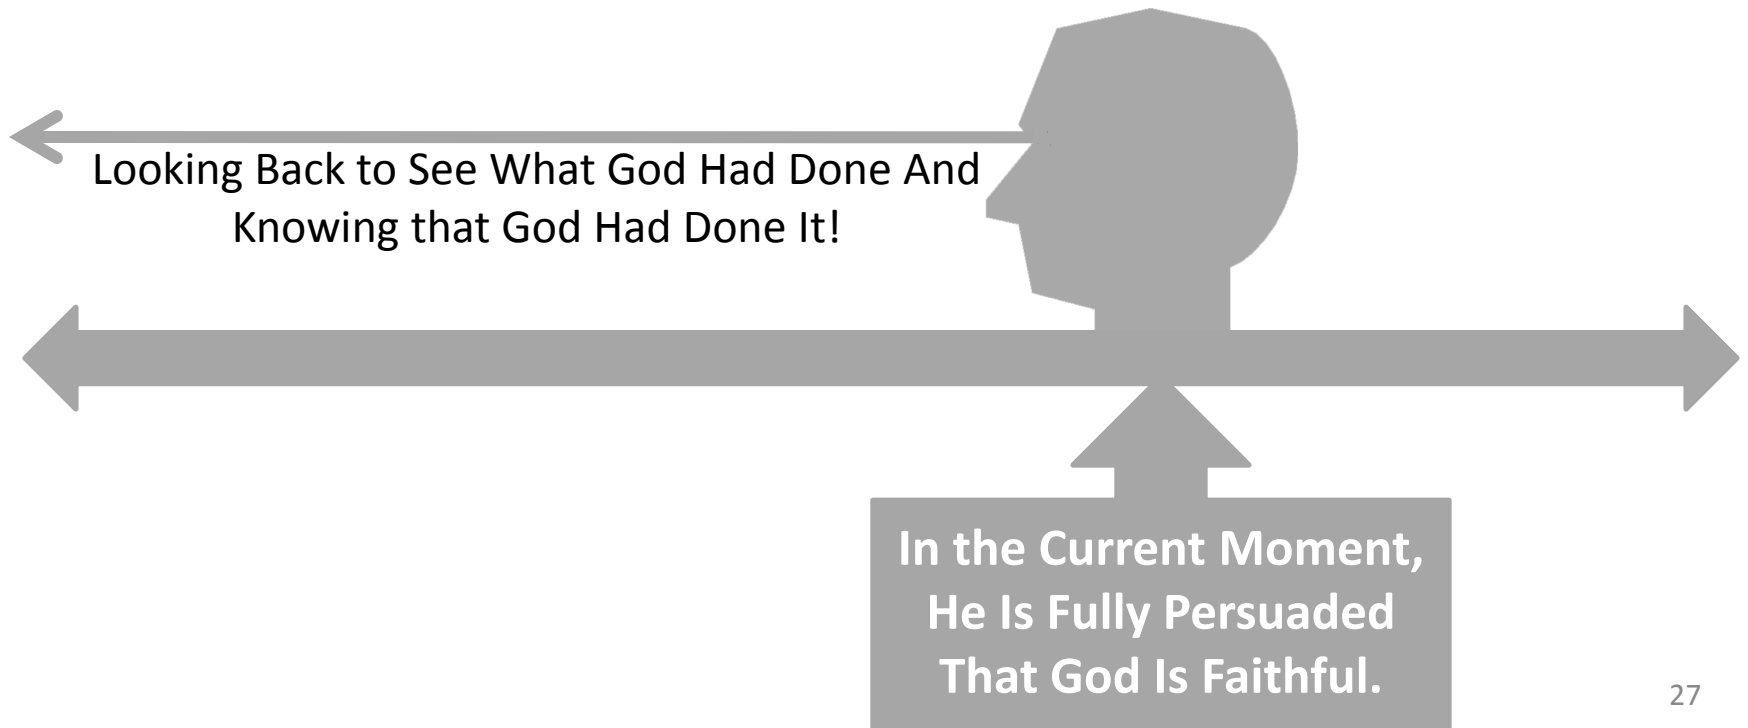 Looking Back to See What God Had Done And
Knowing that God Had Done It!
In the Current Moment,
He Is Fully Persuaded
That God Is Faithful.
27